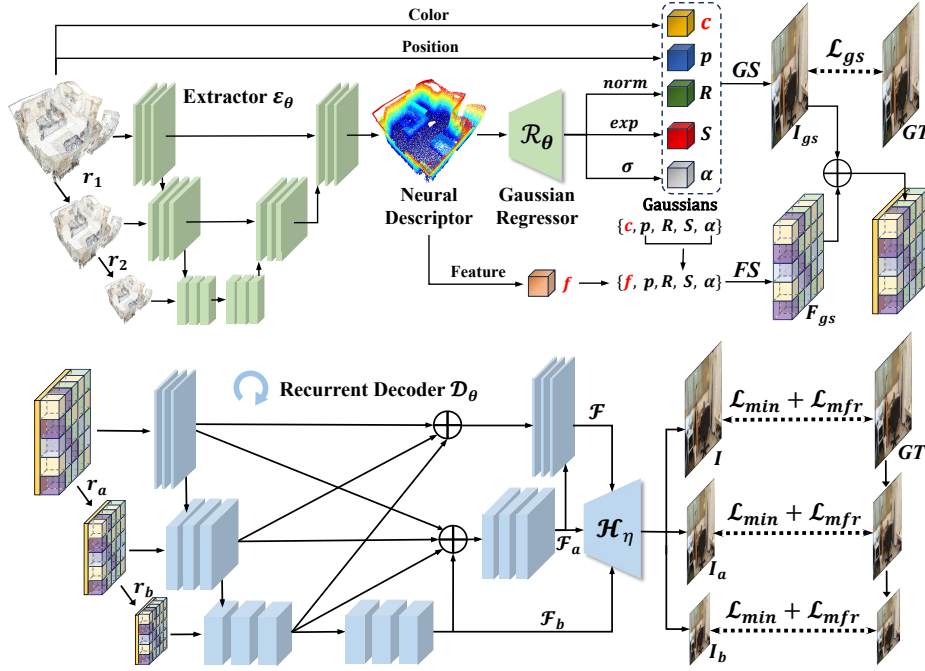 Color
c
Position
p
GS
𝓛_gs
Extractor ε_θ
norm
R
exp
S
σ
α
I_gs
GT
r_1
𝓡_θ
Neural Descriptor
Gaussian Regressor
Gaussians
{c, p, R, S, α}
r_2
Feature
f
{f, p, R, S, α}
FS
F_gs
Recurrent Decoder 𝓓_θ
𝓕
𝓛_min + 𝓛_mfr
I
GT
r_a
𝓗_η
𝓕_a
𝓛_min + 𝓛_mfr
I_a
r_b
𝓕_b
𝓛_min + 𝓛_mfr
I_b